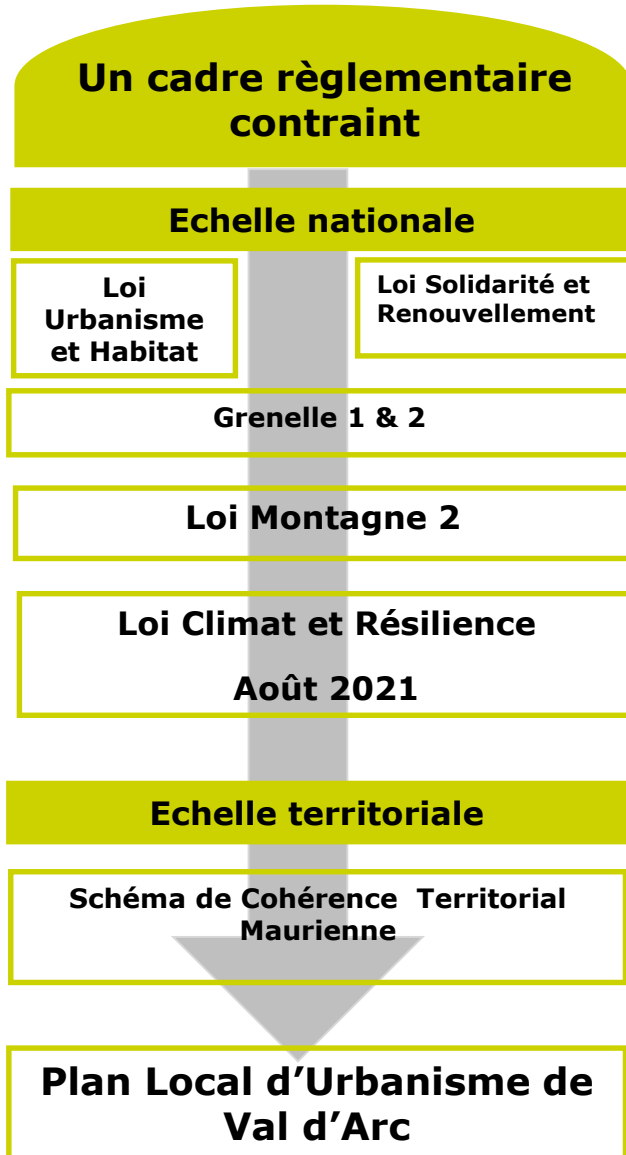 Un cadre règlementaire
contraint
Echelle nationale
Loi
Urbanisme
et Habitat
Loi Solidarité et
Renouvellement
Grenelle 1 & 2
Loi Montagne 2
Loi Climat et Résilience
Août 2021
Echelle territoriale
Schéma de Cohérence Territorial
Maurienne
Plan Local d’Urbanisme de
Val d’Arc